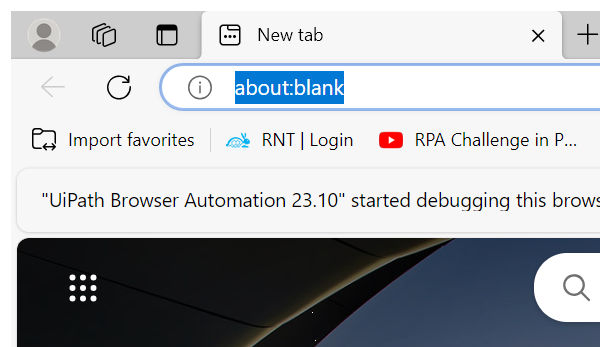 New tab
about:blank
Import favorites RNT | Login RPA Challenge in P...
"UiPath Browser Automation 23.10" started debugging this brows